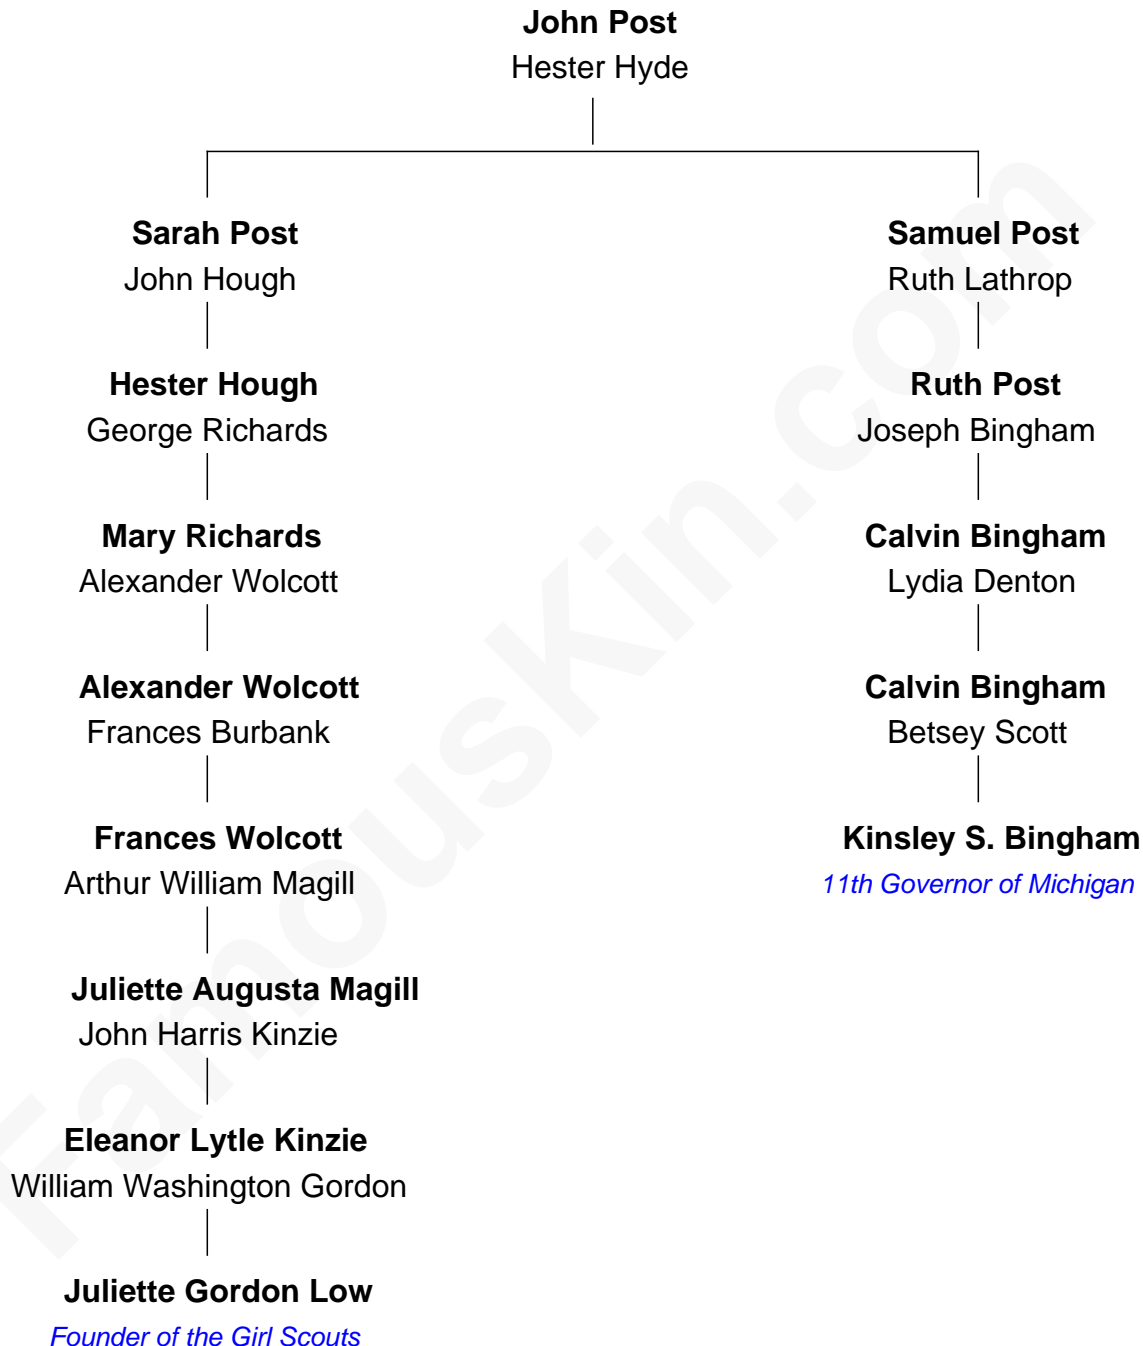 John Post
Hester Hyde
Sarah Post
John Hough
Samuel Post
Ruth Lathrop
Hester Hough
George Richards
Ruth Post
Joseph Bingham
Mary Richards
Alexander Wolcott
Calvin Bingham
Lydia Denton
Alexander Wolcott
Frances Burbank
Calvin Bingham
Betsey Scott
Frances Wolcott
Arthur William Magill
Kinsley S. Bingham
11th Governor of Michigan
Juliette Augusta Magill
John Harris Kinzie
Eleanor Lytle Kinzie
William Washington Gordon
Juliette Gordon Low
Founder of the Girl Scouts
FamousKin.com